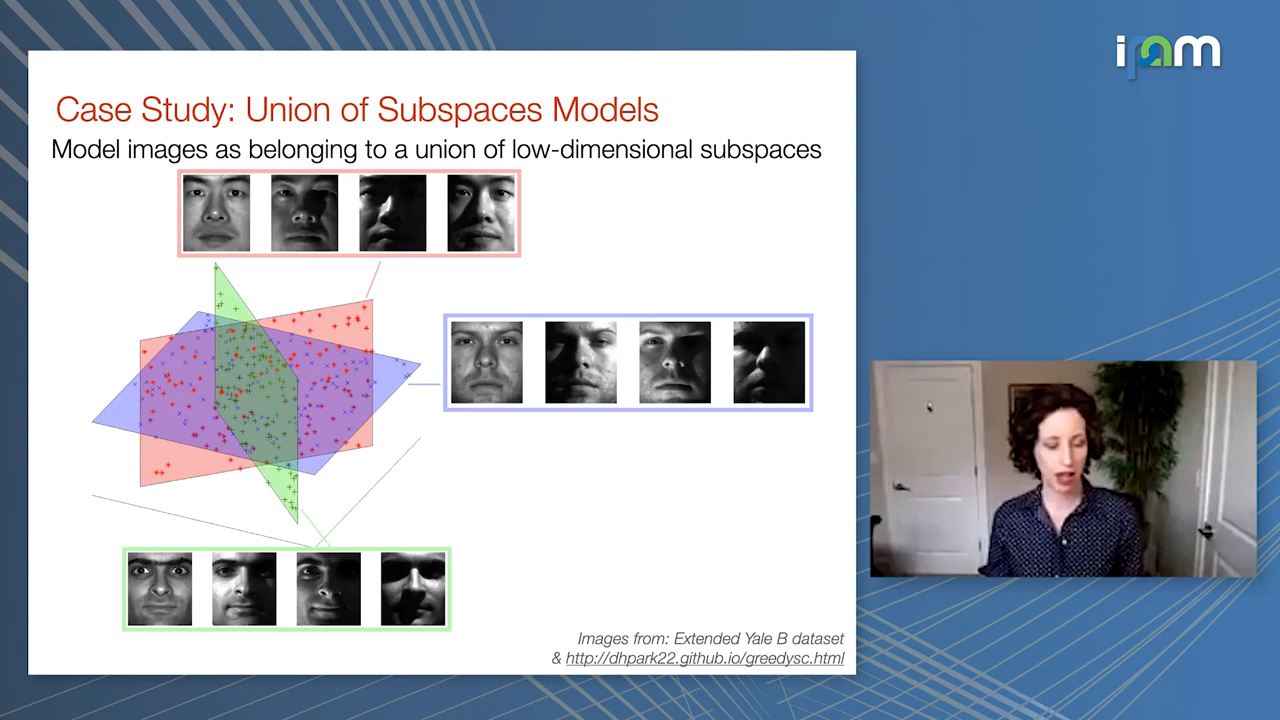 ipam
Case Study: Union of Subspaces Models
Model images as belonging to a union of low-dimensional subspaces
Images from: Extended Yale B dataset
& http://dhpark22.github.io/greedysc.html